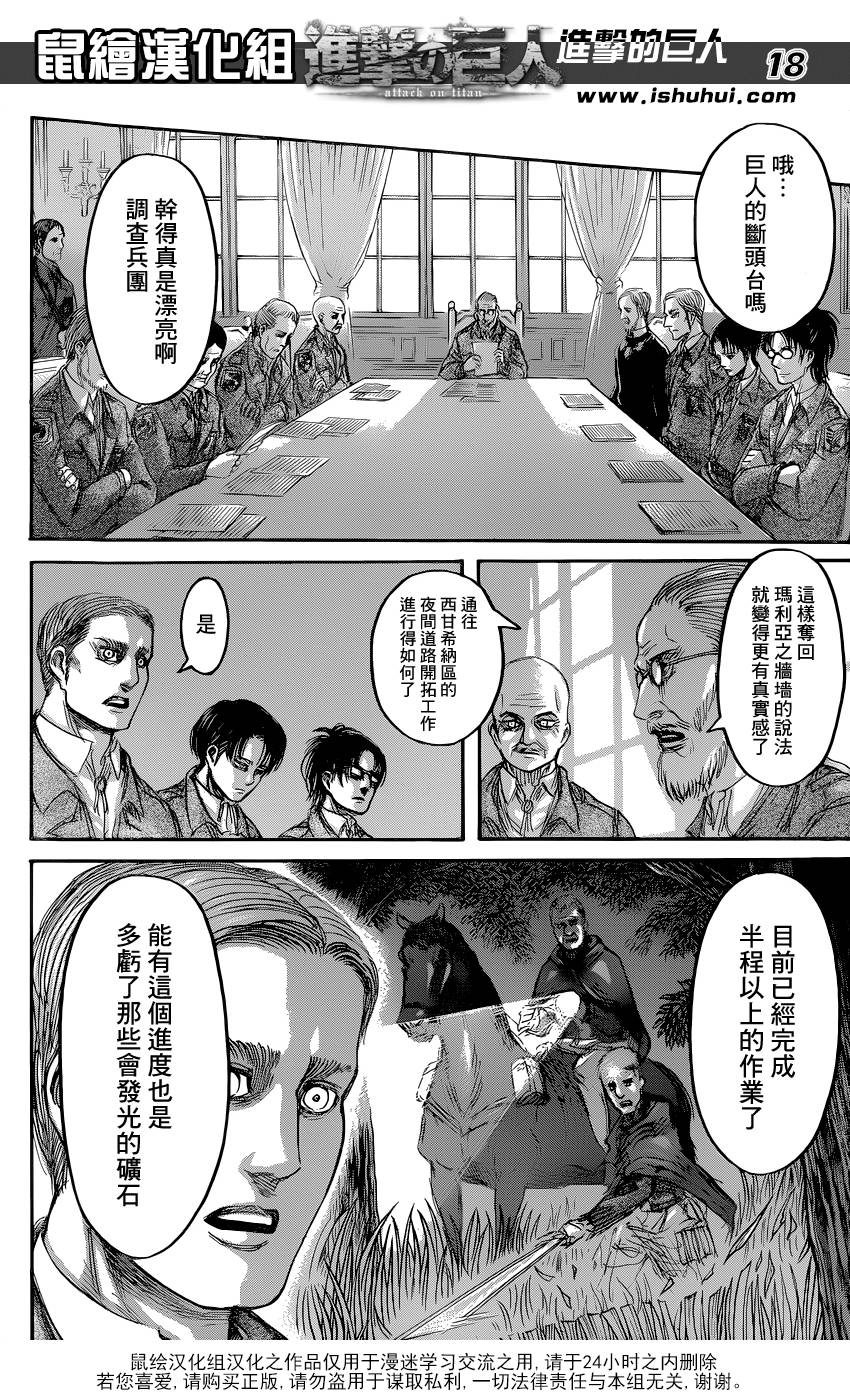 鼠繪漢化組
進撃の巨人
attack on titan
進擊的巨人
18
www.ishuhui.com
哦…
巨人的斷頭台嗎
幹得真是漂亮啊
調查兵團
這樣奪回
瑪利亞之牆墻的說法
就變得更有真實感了
通往
西甘希納區的
夜間道路開拓工作
進行得如何了
是
目前已經完成
半程以上的作業了
能有這個進度也是
多虧了那些會發光的礦石
鼠绘汉化组汉化之作品仅用于漫迷学习交流之用, 请于24小时之内删除
若您喜爱, 请购买正版, 请勿盗用于谋取私利, 一切法律责任与本组无关, 谢谢。